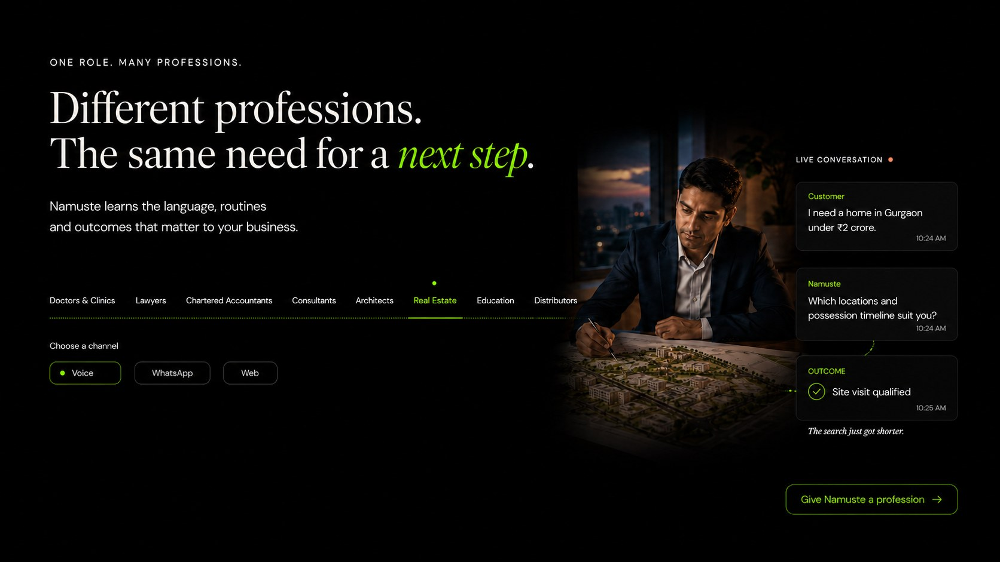 ONE ROLE. MANY PROFESSIONS.
Different professions.
The same need for a next step.
Namuste learns the language, routines
and outcomes that matter to your business.
Doctors & Clinics
Lawyers
Chartered Accountants
Consultants
Architects
Real Estate
Education
Distributors
Choose a channel
Voice
WhatsApp
Web
LIVE CONVERSATION
Customer
I need a home in Gurgaon
under ₹2 crore.
10:24 AM
Namuste
Which locations and
possession timeline suit you?
10:24 AM
OUTCOME
Site visit qualified
10:25 AM
The search just got shorter.
Give Namuste a profession →